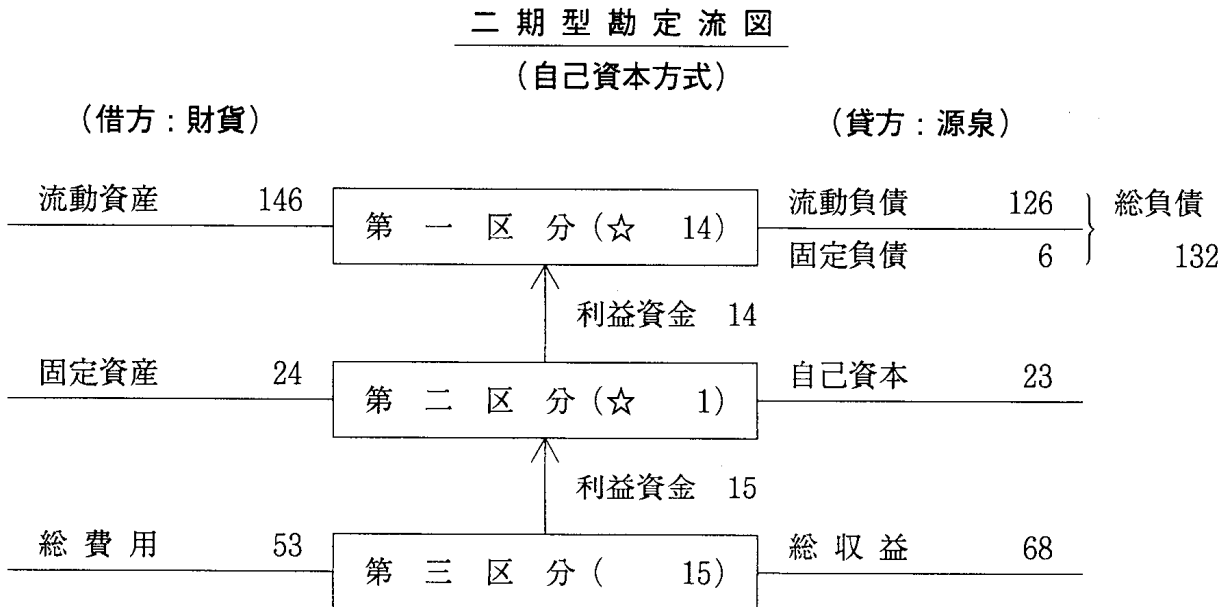 二期型勘定流図
（自己資本方式）
（借方：財貨） （貸方：源泉）
流動資産 146 第一区分（☆ 14） 流動負債 126 総負債
固定負債 6 132
利益資金 14
固定資産 24 第二区分（☆ 1） 自己資本 23
利益資金 15
総費用 53 第三区分（ 15） 総収益 68